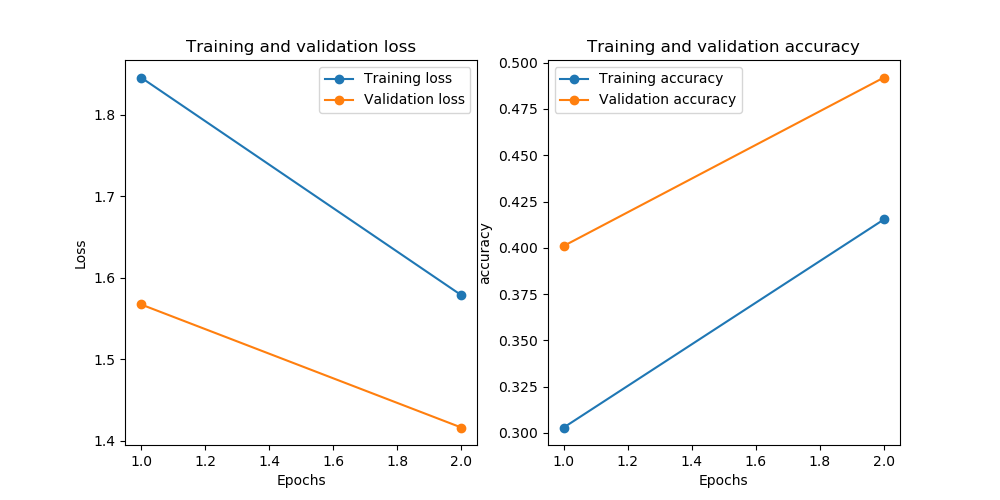 Training and validation loss
Training loss
Validation loss
1.8
1.7
1.6
1.5
1.4
Loss
1.0 1.2 1.4 1.6 1.8 2.0
Epochs
Training and validation accuracy
Training accuracy
Validation accuracy
0.500
0.475
0.450
0.425
0.400
0.375
0.350
0.325
0.300
accuracy
1.0 1.2 1.4 1.6 1.8 2.0
Epochs